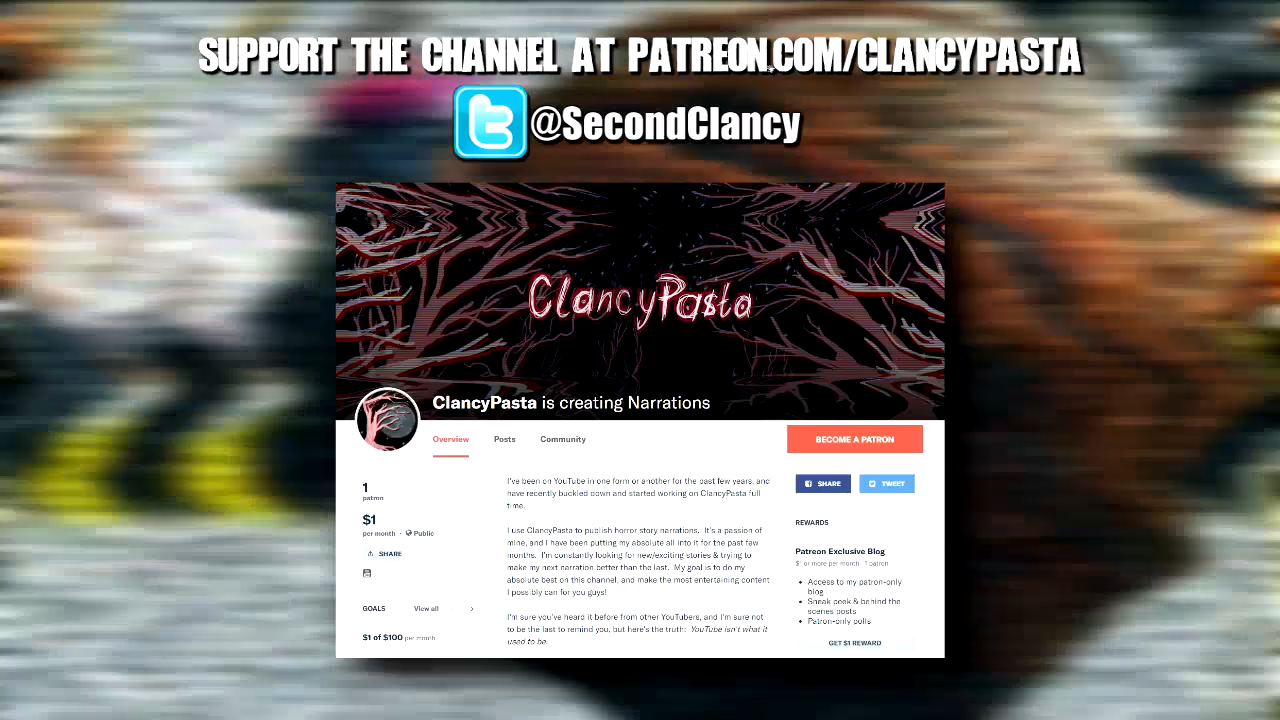 SUPPORT THE CHANNEL AT PATREON.COM/CLANCYPASTA
@SecondClancy
ClancyPasta
ClancyPasta is creating Narrations
Overview Posts Community
BECOME A PATRON
1
patron
$1
per month · Public
SHARE
GOALS View all
$1 of $100 per month
I've been on YouTube in one form or another for the past few years, and
have recently buckled down and started working on ClancyPasta full
time.
I use ClancyPasta to publish horror story narrations. It's a passion of
mine, and I have been putting my absolute all into it for the past few
months. I'm constantly looking for new/exciting stories & trying to
make my next narration better than the last. My goal is to do my
absolute best on this channel, and make the most entertaining content
I possibly can for you guys!
I'm sure you've heard it before from other YouTubers, and I'm sure not
to be the last to remind you, but here's the truth: YouTube isn't what it
used to be.
SHARE TWEET
REWARDS
Patreon Exclusive Blog
$1 or more per month · 1 patron
• Access to my patron-only
blog
• Sneak peek & behind the
scenes posts
• Patron-only polls
GET $1 REWARD